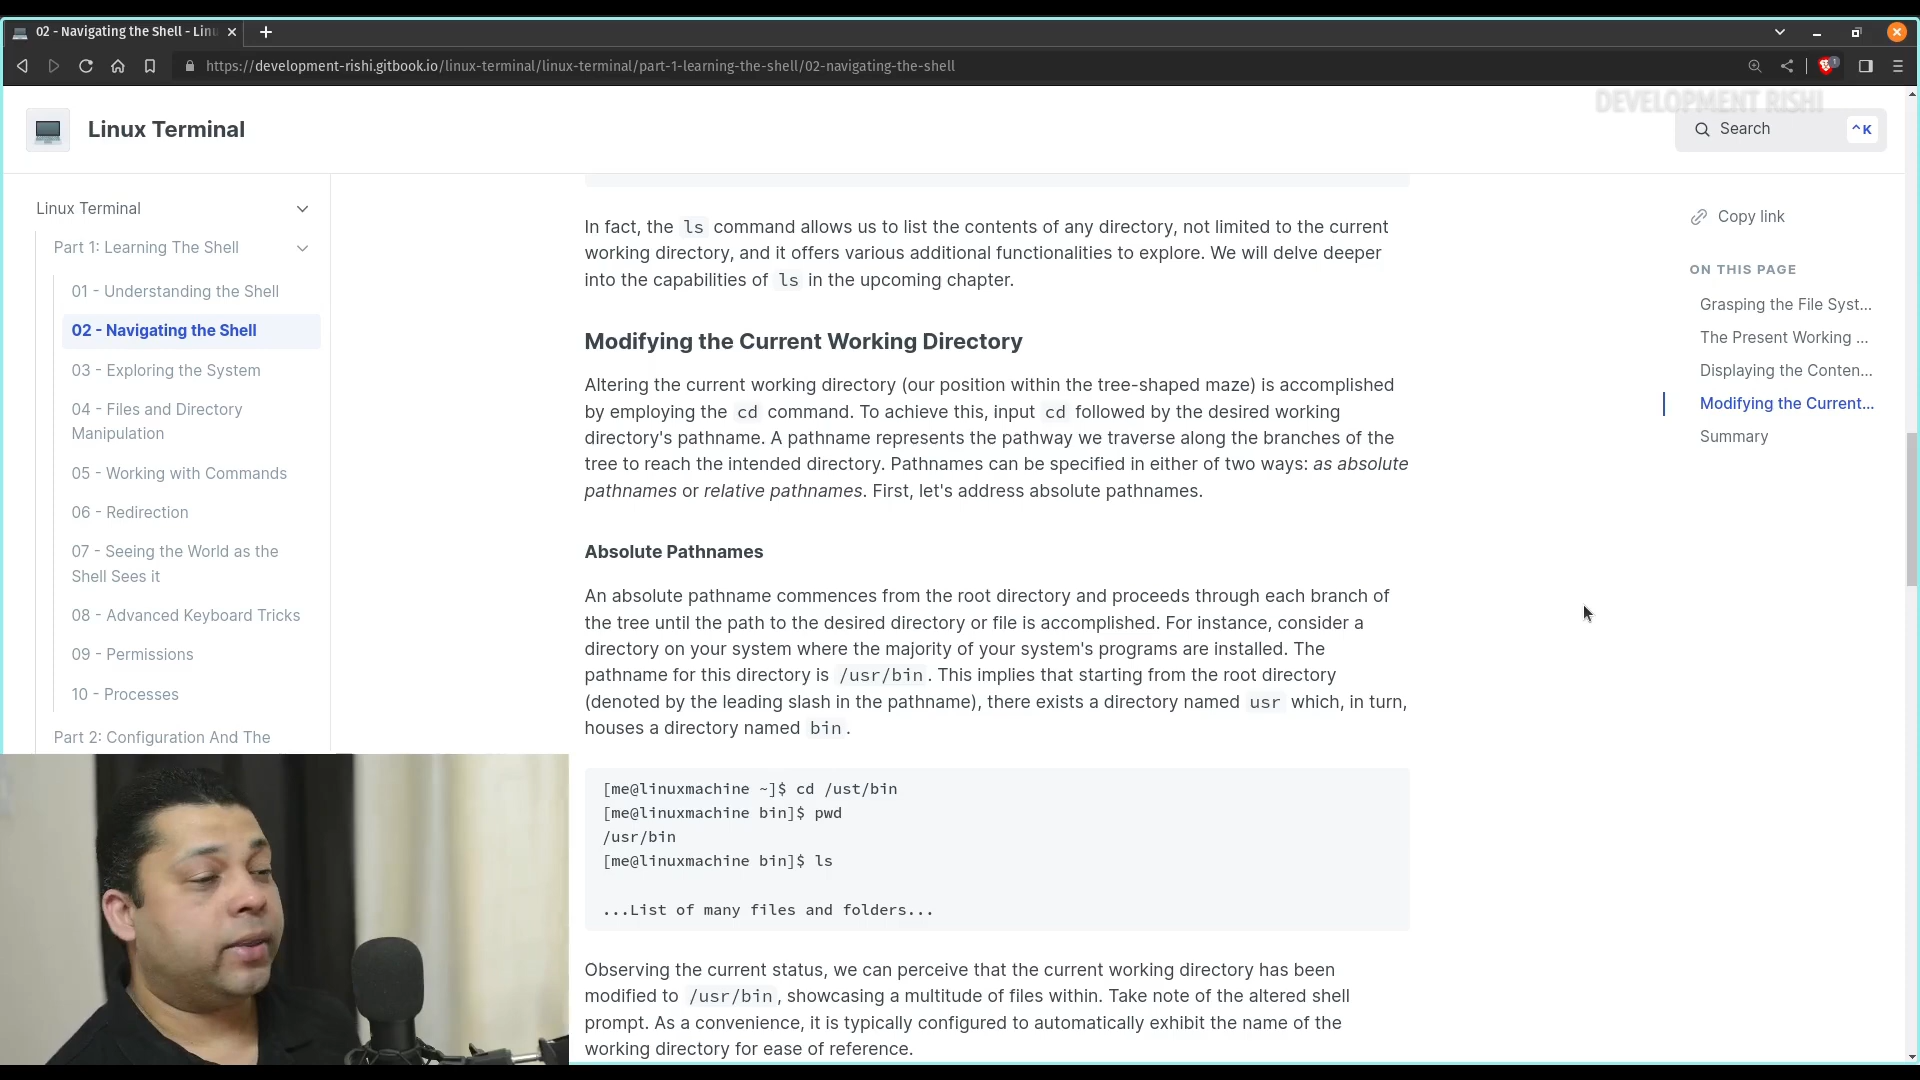 02 - Navigating the Shell - Linu
https://development-rishi.gitbook.io/linux-terminal/linux-terminal/part-1-learning-the-shell/02-navigating-the-shell
1
DEVELOPMENT RISHI
Linux Terminal
Search
^K
Linux Terminal
Part 1: Learning The Shell
01 - Understanding the Shell
02 - Navigating the Shell
03 - Exploring the System
04 - Files and Directory
Manipulation
05 - Working with Commands
06 - Redirection
07 - Seeing the World as the
Shell Sees it
08 - Advanced Keyboard Tricks
09 - Permissions
10 - Processes
Part 2: Configuration And The
In fact, the ls command allows us to list the contents of any directory, not limited to the current
working directory, and it offers various additional functionalities to explore. We will delve deeper
into the capabilities of ls in the upcoming chapter.
Modifying the Current Working Directory
Altering the current working directory (our position within the tree-shaped maze) is accomplished
by employing the cd command. To achieve this, input cd followed by the desired working
directory's pathname. A pathname represents the pathway we traverse along the branches of the
tree to reach the intended directory. Pathnames can be specified in either of two ways: as absolute
pathnames or relative pathnames. First, let's address absolute pathnames.
Absolute Pathnames
An absolute pathname commences from the root directory and proceeds through each branch of
the tree until the path to the desired directory or file is accomplished. For instance, consider a
directory on your system where the majority of your system's programs are installed. The
pathname for this directory is /usr/bin. This implies that starting from the root directory
(denoted by the leading slash in the pathname), there exists a directory named usr which, in turn,
houses a directory named bin.
[me@linuxmachine ~]$ cd /ust/bin
[me@linuxmachine bin]$ pwd
/usr/bin
[me@linuxmachine bin]$ ls
...List of many files and folders...
Observing the current status, we can perceive that the current working directory has been
modified to /usr/bin, showcasing a multitude of files within. Take note of the altered shell
prompt. As a convenience, it is typically configured to automatically exhibit the name of the
working directory for ease of reference.
Copy link
ON THIS PAGE
Grasping the File Syst...
The Present Working ...
Displaying the Conten...
Modifying the Current...
Summary